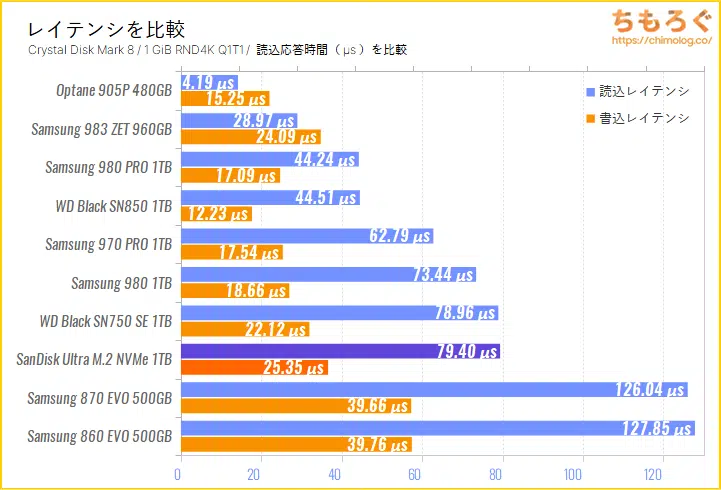 レイテンシを比較
Crystal Disk Mark 8 / 1 GiB RND4K Q1T1 / 読込応答時間（μs）を比較
ちもろぐ
https://chimolog.co/
読込レイテンシ
書込レイテンシ
Optane 905P 480GB
4.19 μs
15.25 μs
Samsung 983 ZET 960GB
28.97 μs
24.09 μs
Samsung 980 PRO 1TB
44.24 μs
17.09 μs
WD Black SN850 1TB
44.51 μs
12.23 μs
Samsung 970 PRO 1TB
62.79 μs
17.54 μs
Samsung 980 1TB
73.44 μs
18.66 μs
WD Black SN750 SE 1TB
78.96 μs
22.12 μs
SanDisk Ultra M.2 NVMe 1TB
79.40 μs
25.35 μs
Samsung 870 EVO 500GB
126.04 μs
39.66 μs
Samsung 860 EVO 500GB
127.85 μs
39.76 μs
0 20 40 60 80 100 120